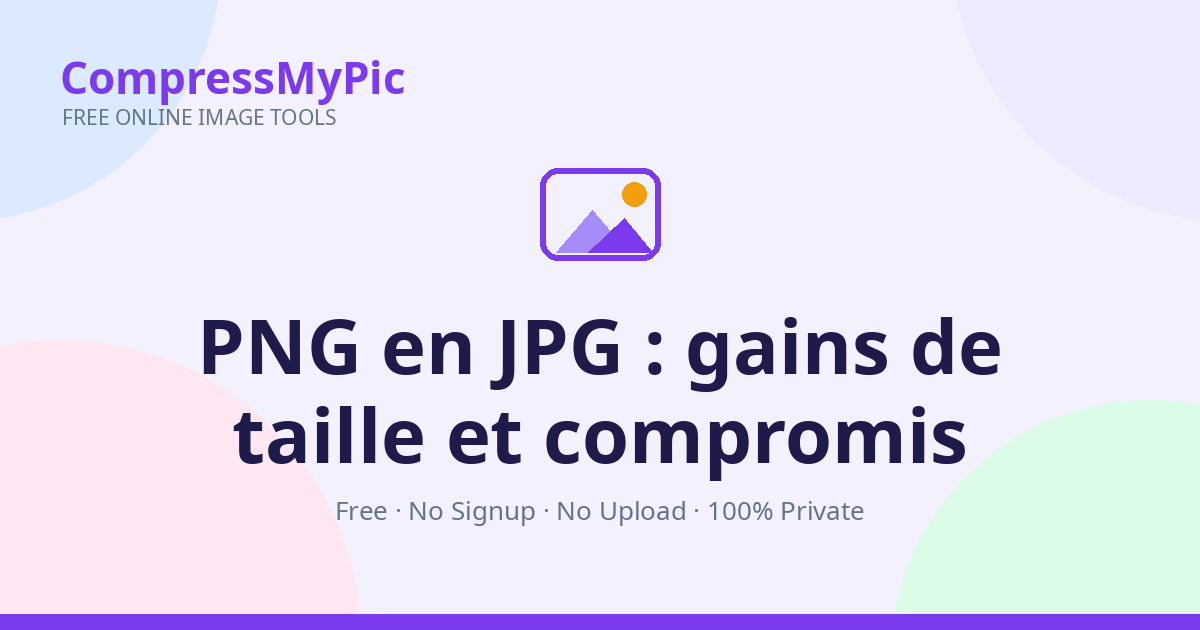 CompressMyPic
FREE ONLINE IMAGE TOOLS
PNG en JPG : gains de
taille et compromis
Free · No Signup · No Upload · 100% Private